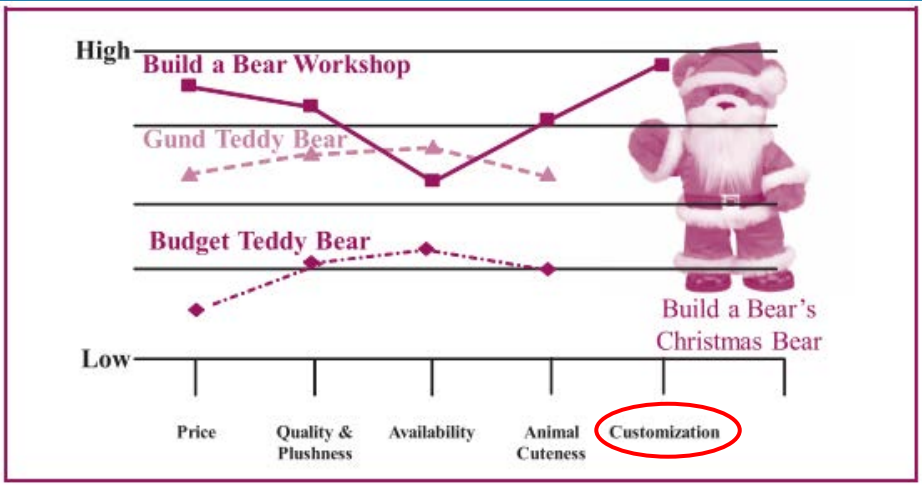 High
Build a Bear Workshop
Gund Teddy Bear
Budget Teddy Bear
Build a Bear's
Christmas Bear
Low
Price
Quality &
Plushness
Availability
Animal
Cuteness
Customization